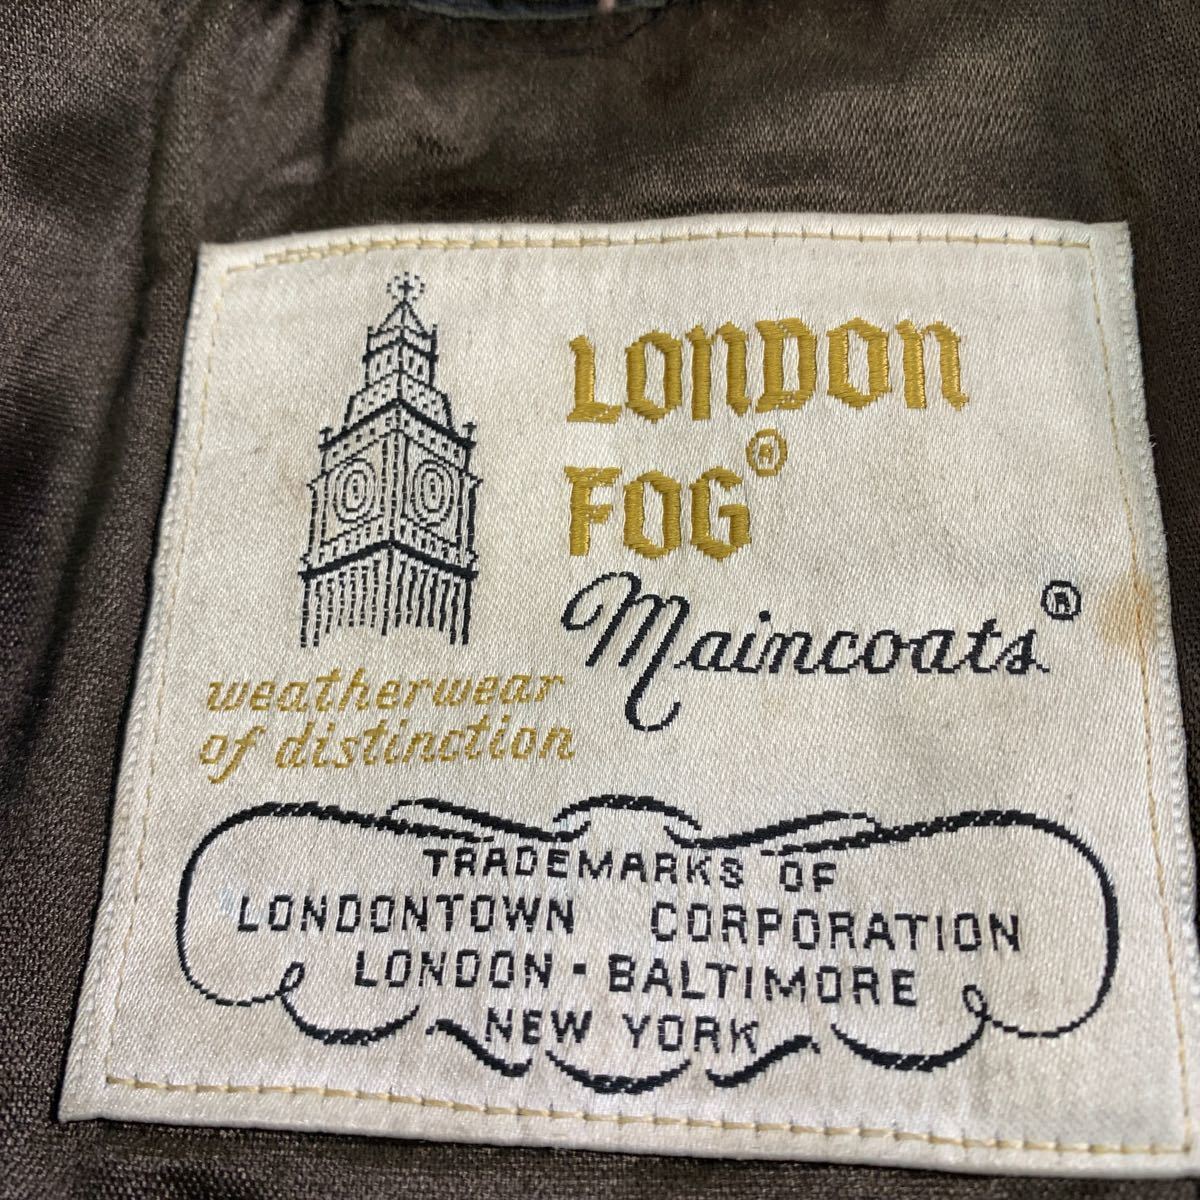 LONDON
FOG®
Maincoats®
weatherwear
of distinction
TRADEMARKS OF
LONDONTOWN CORPORATION
LONDON · BALTIMORE
NEW YORK